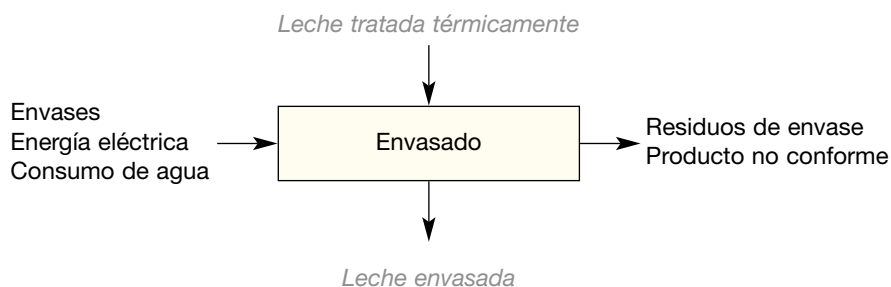 Leche tratada térmicamente
Envases
Energía eléctrica
Consumo de agua
Envasado
Residuos de envase
Producto no conforme
Leche envasada